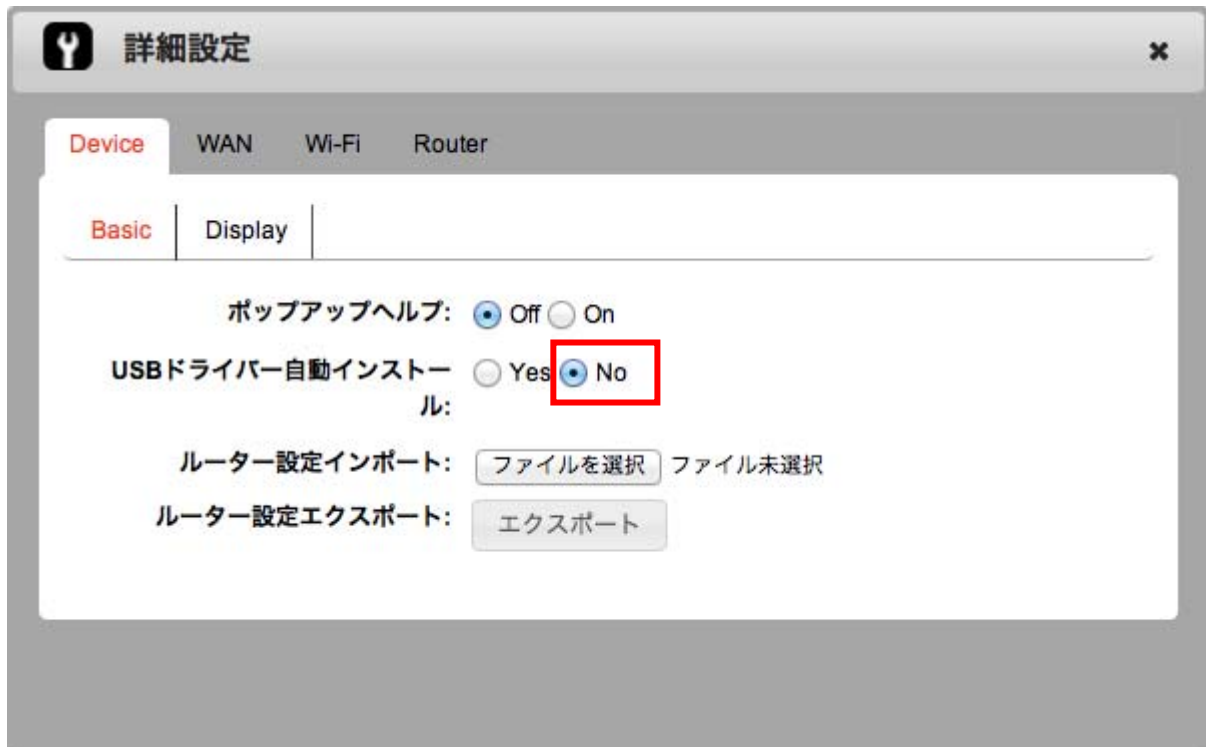 詳細設定
Device WAN Wi-Fi Router
Basic Display
ポップアップヘルプ: Off On
USBドライバー自動インストー Yes No
ル:
ルーター設定インポート: ファイルを選択 ファイル未選択
ルーター設定エクスポート: エクスポート